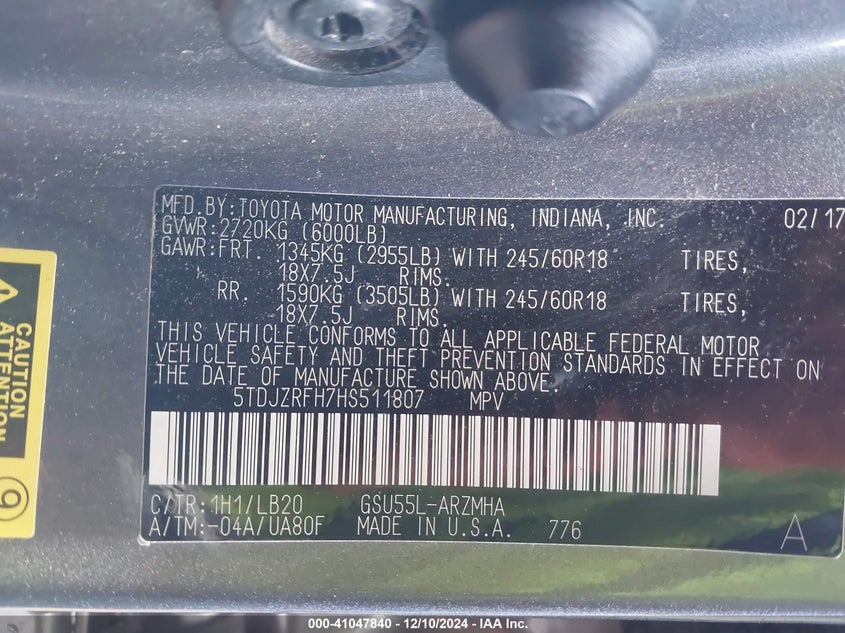 MFD.BY:TOYOTA MOTOR MANUFACTURING, INDIANA, INC. 02/17
GVWR:2720KG (6000LB)
GAWR:FRT. 1345KG (2955LB) WITH 245/60R18 TIRES,
18X7.5J RIMS.
RR. 1590KG (3505LB) WITH 245/60R18 TIRES,
18X7.5J RIMS.
THIS VEHICLE CONFORMS TO ALL APPLICABLE FEDERAL MOTOR
VEHICLE SAFETY AND THEFT PREVENTION STANDARDS IN EFFECT ON
THE DATE OF MANUFACTURE SHOWN ABOVE.
5TDJZRFH7HS511807 MPV
C/TR:1H1/LB20 GSU55L-ARZMHA
A/TM:-04A/UA80F MADE IN U.S.A. 776 A
CAUTION
ATTENTION
9
000-41047840 - 12/10/2024 - IAA Inc.